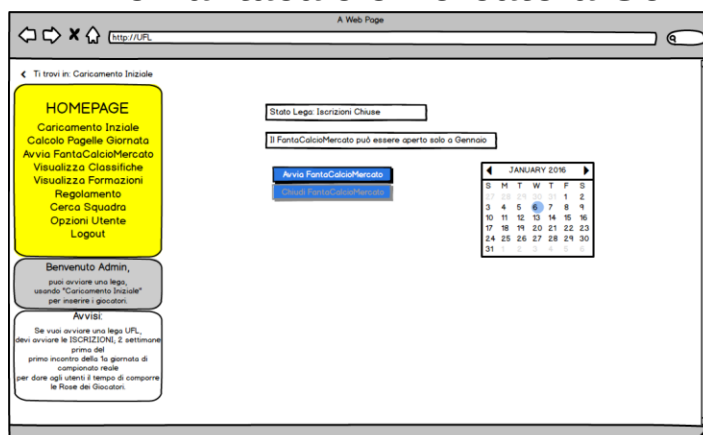 A Web Page
http://UFL
Ti trovi in: Caricamento Iniziale
HOMEPAGE
Caricamento Inziale
Calcolo Pagelle Giornata
Avvia FantaCalcioMercato
Visualizza Classifiche
Visualizza Formazioni
Regolamento
Cerca Squadra
Opzioni Utente
Logout
Benvenuto Admin,
puoi avviare una lega,
usando "Caricamento Iniziale"
per inserire i giocatori.
Avvisi:
Se vuoi avviare una lega UFL,
devi avviare le ISCRIZIONI, 2 settimane
prima del
primo incontro della 1a giornata di
campionato reale
per dare agli utenti il tempo di comporre
le Rose dei Giocatori.
Stato Lega: Iscrizioni Chiuse
Il FantaCalcioMercato può essere aperto solo a Gennaio
Avvia FantaCalcioMercato
Chiudi FantaCalcioMercato
JANUARY 2016
S M T W T F S
27 28 29 30 31 1 2
3 4 5 6 7 8 9
10 11 12 13 14 15 16
17 18 19 20 21 22 23
24 25 26 27 28 29 30
31 1 2 3 4 5 6